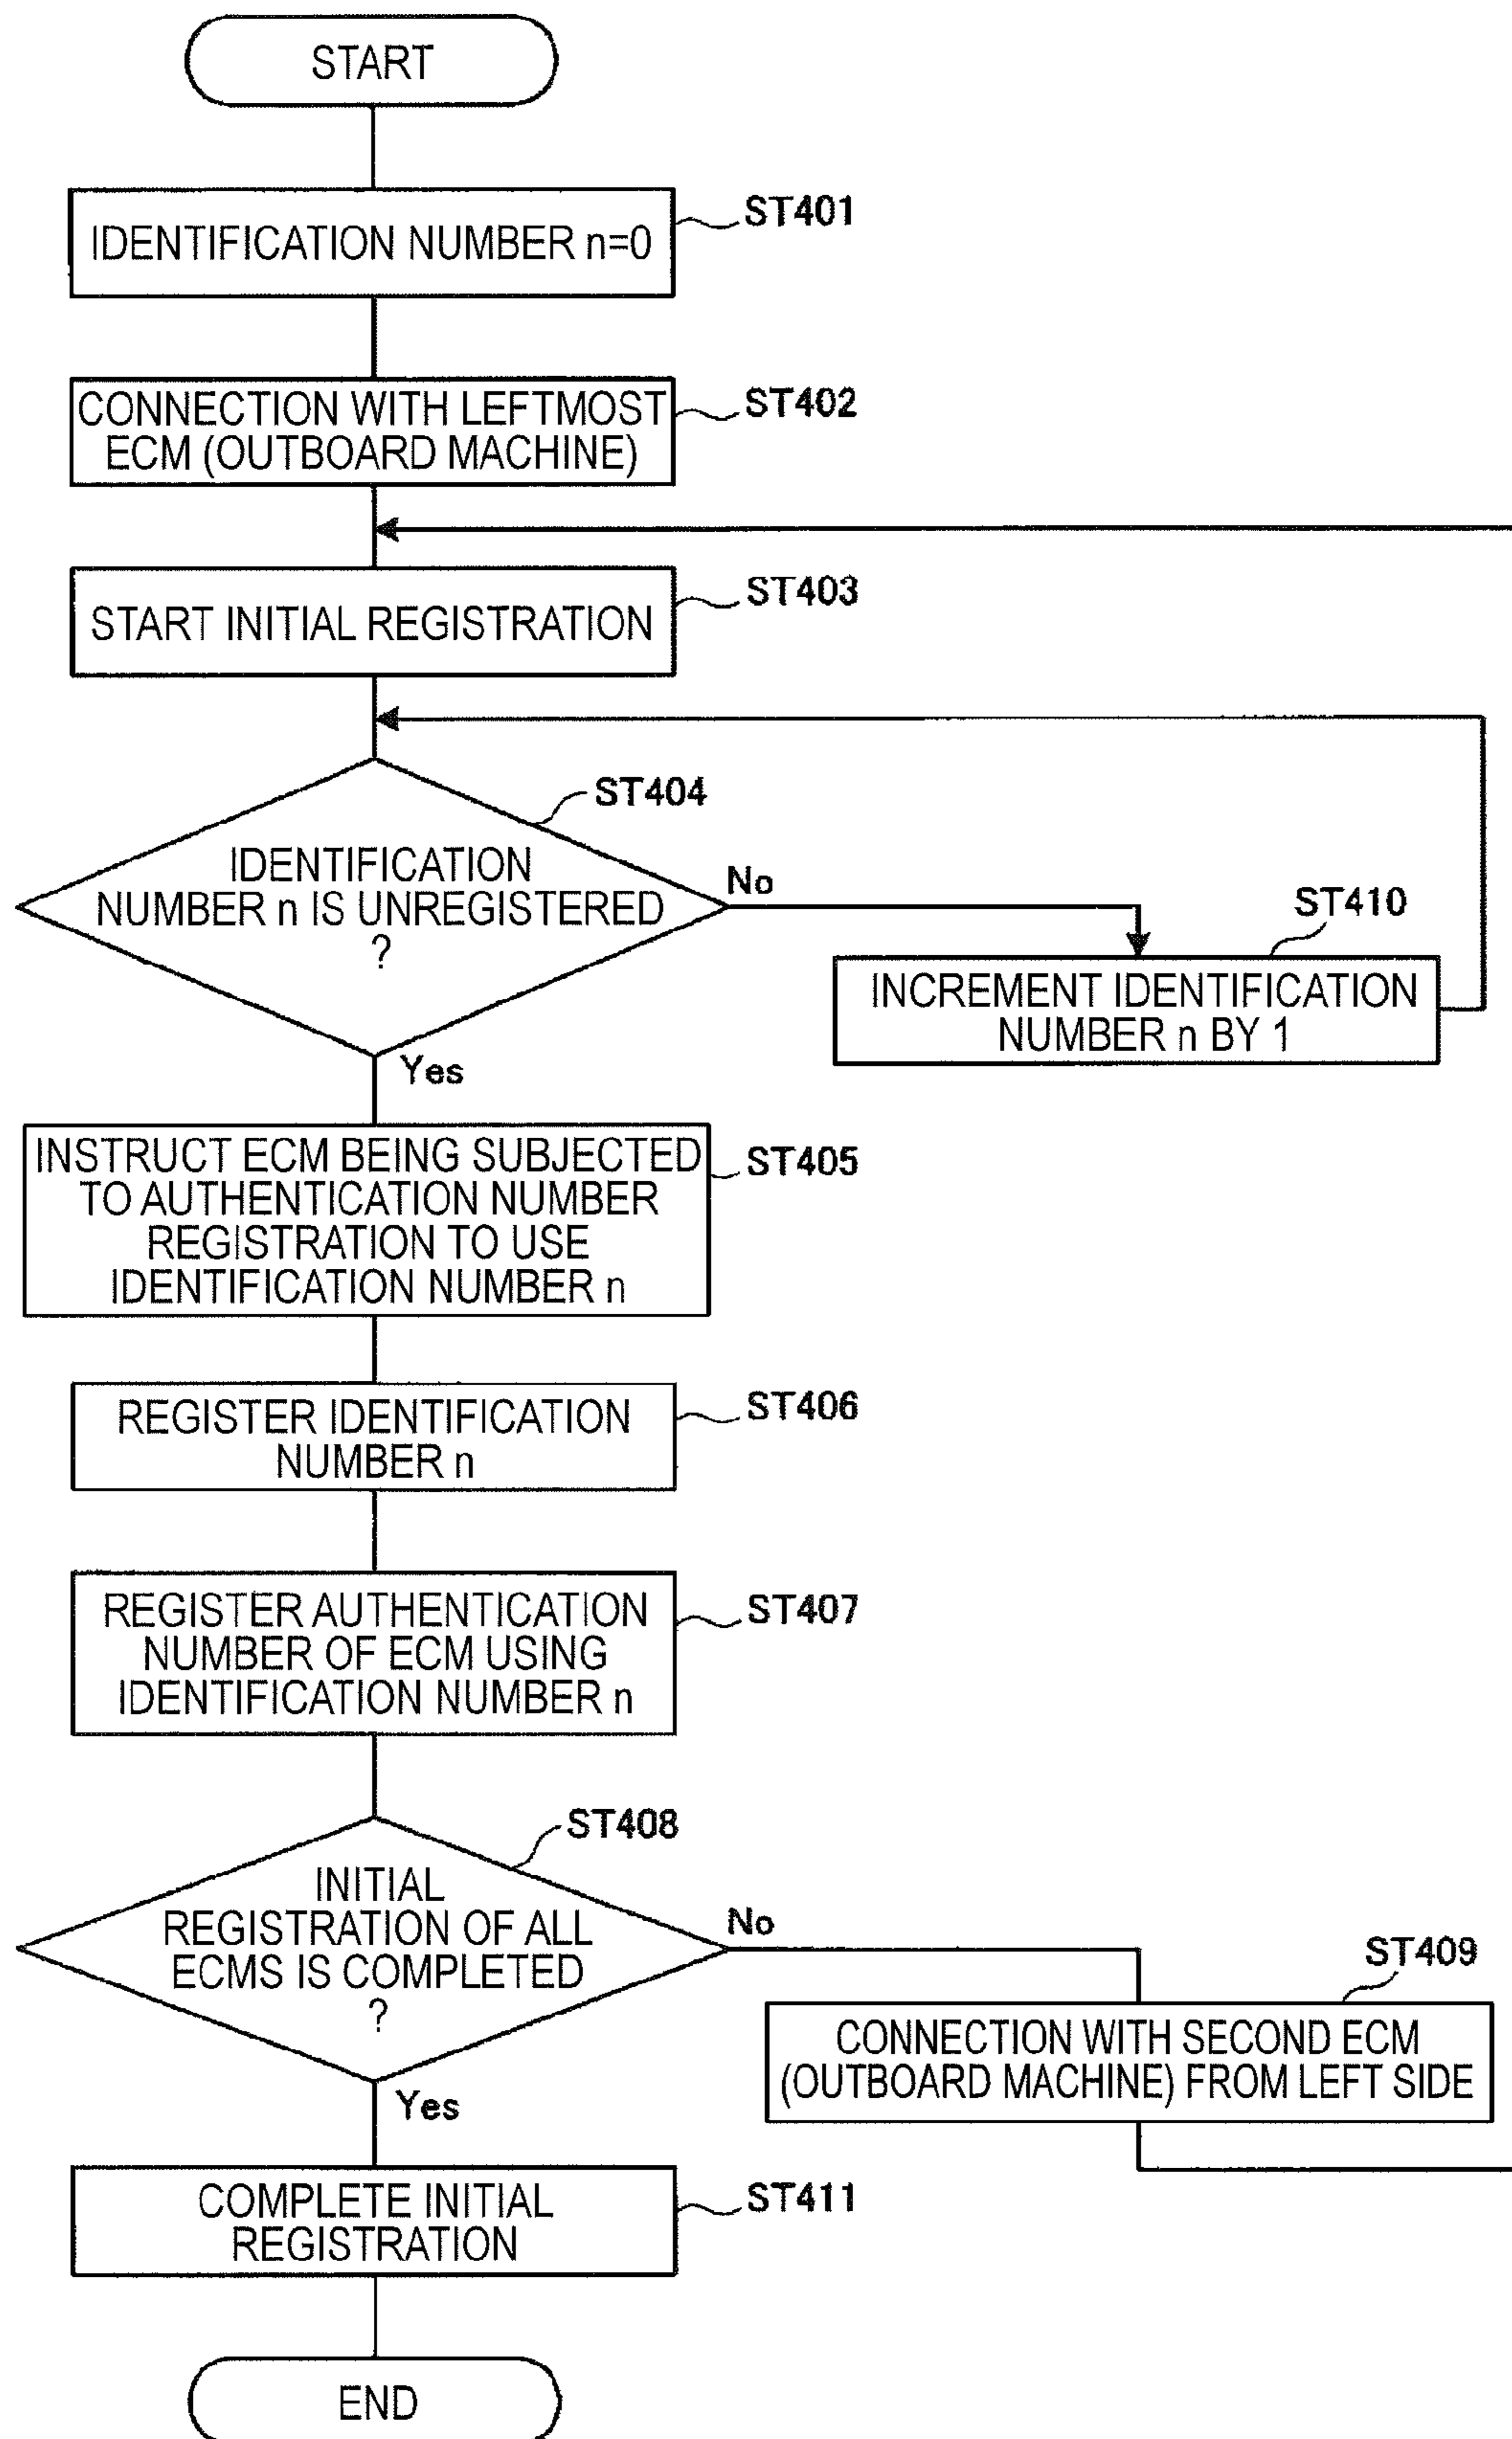 START
IDENTIFICATION NUMBER n=0
ST401
CONNECTION WITH LEFTMOST
ECM (OUTBOARD MACHINE)
ST402
START INITIAL REGISTRATION
ST403
ST404
IDENTIFICATION
NUMBER n IS UNREGISTERED
?
No
Yes
ST410
INCREMENT IDENTIFICATION
NUMBER n BY 1
INSTRUCT ECM BEING SUBJECTED
TO AUTHENTICATION NUMBER
REGISTRATION TO USE
IDENTIFICATION NUMBER n
ST405
REGISTER IDENTIFICATION
NUMBER n
ST406
REGISTER AUTHENTICATION
NUMBER OF ECM USING
IDENTIFICATION NUMBER n
ST407
ST408
INITIAL
REGISTRATION OF ALL
ECMS IS COMPLETED
?
No
Yes
ST409
CONNECTION WITH SECOND ECM
(OUTBOARD MACHINE) FROM LEFT SIDE
COMPLETE INITIAL
REGISTRATION
ST411
END